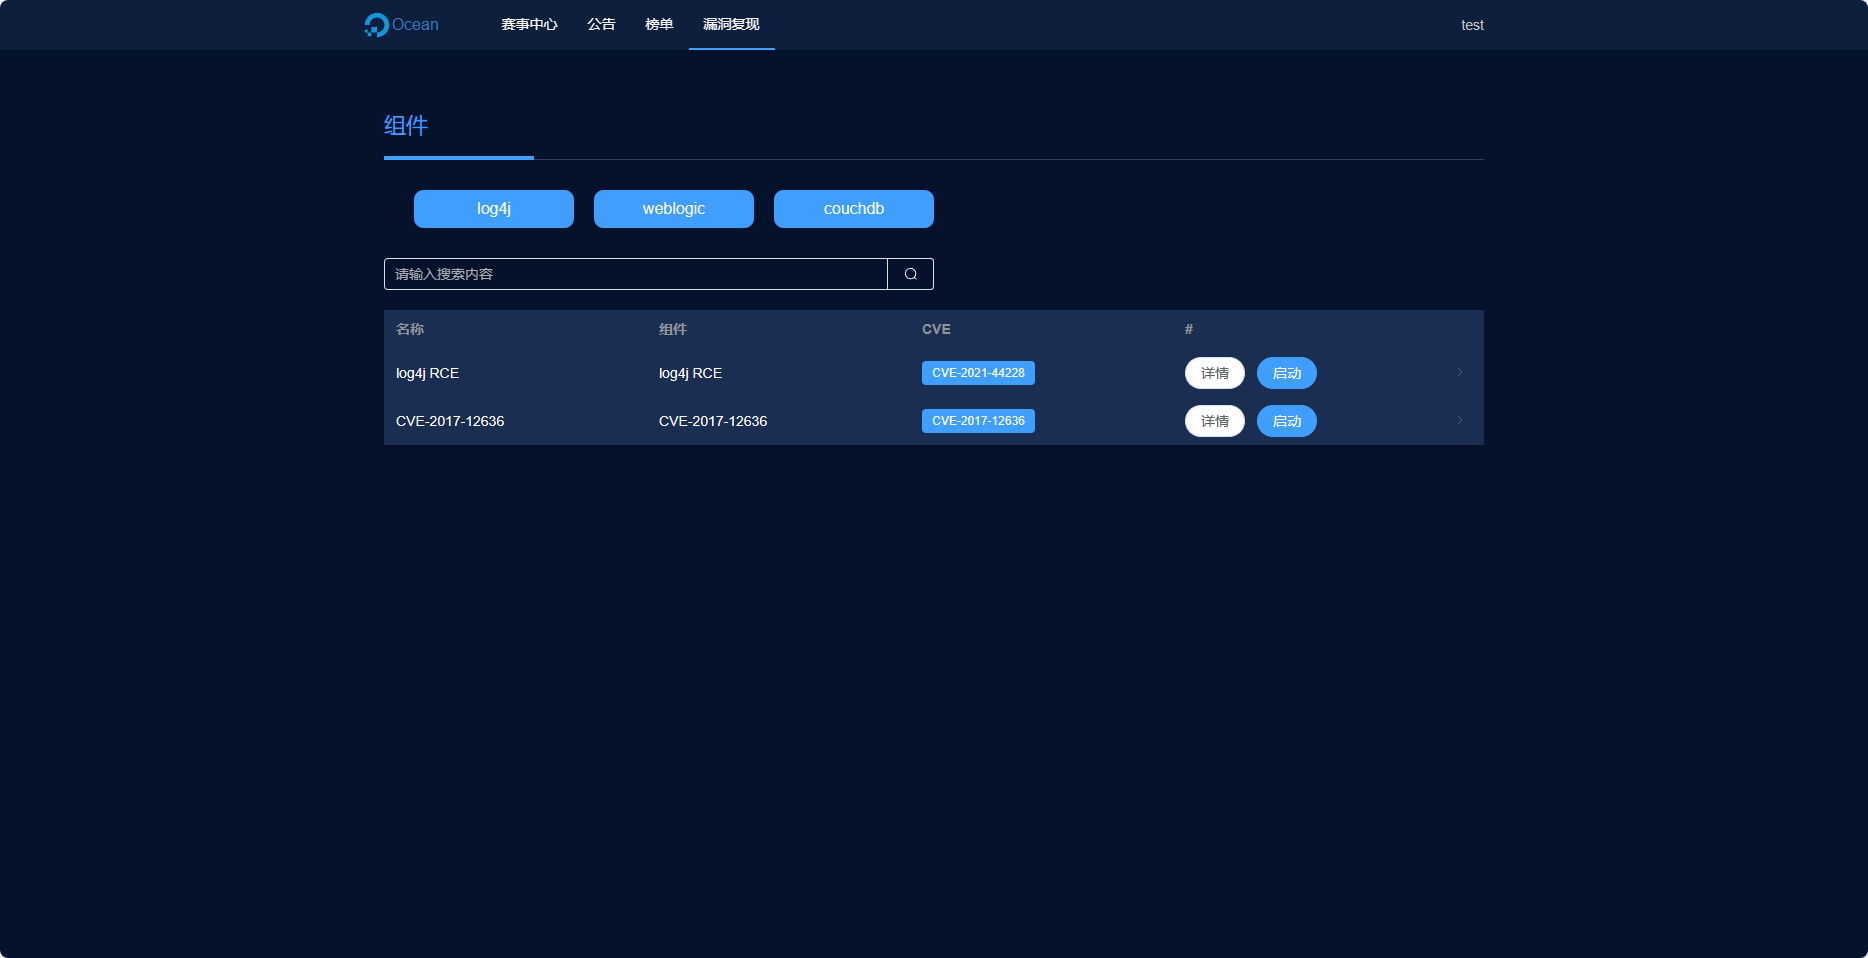 Ocean 赛事中心 公告 榜单 漏洞复现 test
组件
log4j weblogic couchdb
请输入搜索内容
名称 组件 CVE #
log4j RCE log4j RCE CVE-2021-44228 详情 启动
CVE-2017-12636 CVE-2017-12636 CVE-2017-12636 详情 启动